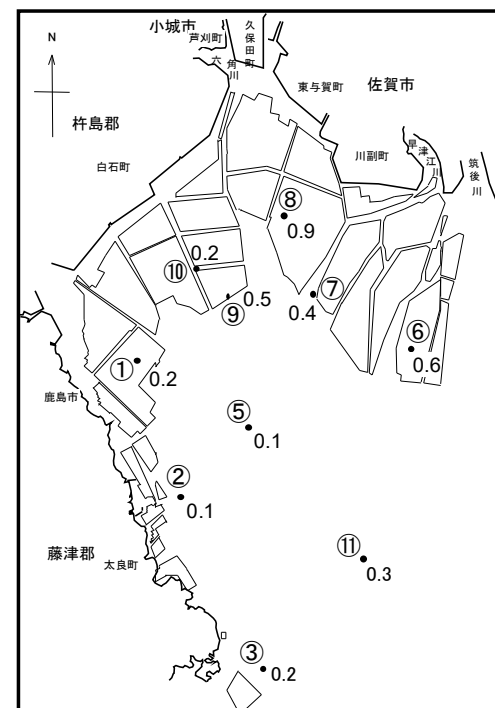 小城市
芦刈町
久保田町
六角川
N
東与賀町
佐賀市
杵島郡
川副町
早津江川
筑後川
白石町
⑧
0.9
0.2
⑩
⑦
0.4
0.5
⑨
⑥
0.6
①
0.2
鹿島市
⑤
0.1
②
0.1
藤津郡
太良町
⑪
0.3
③
0.2